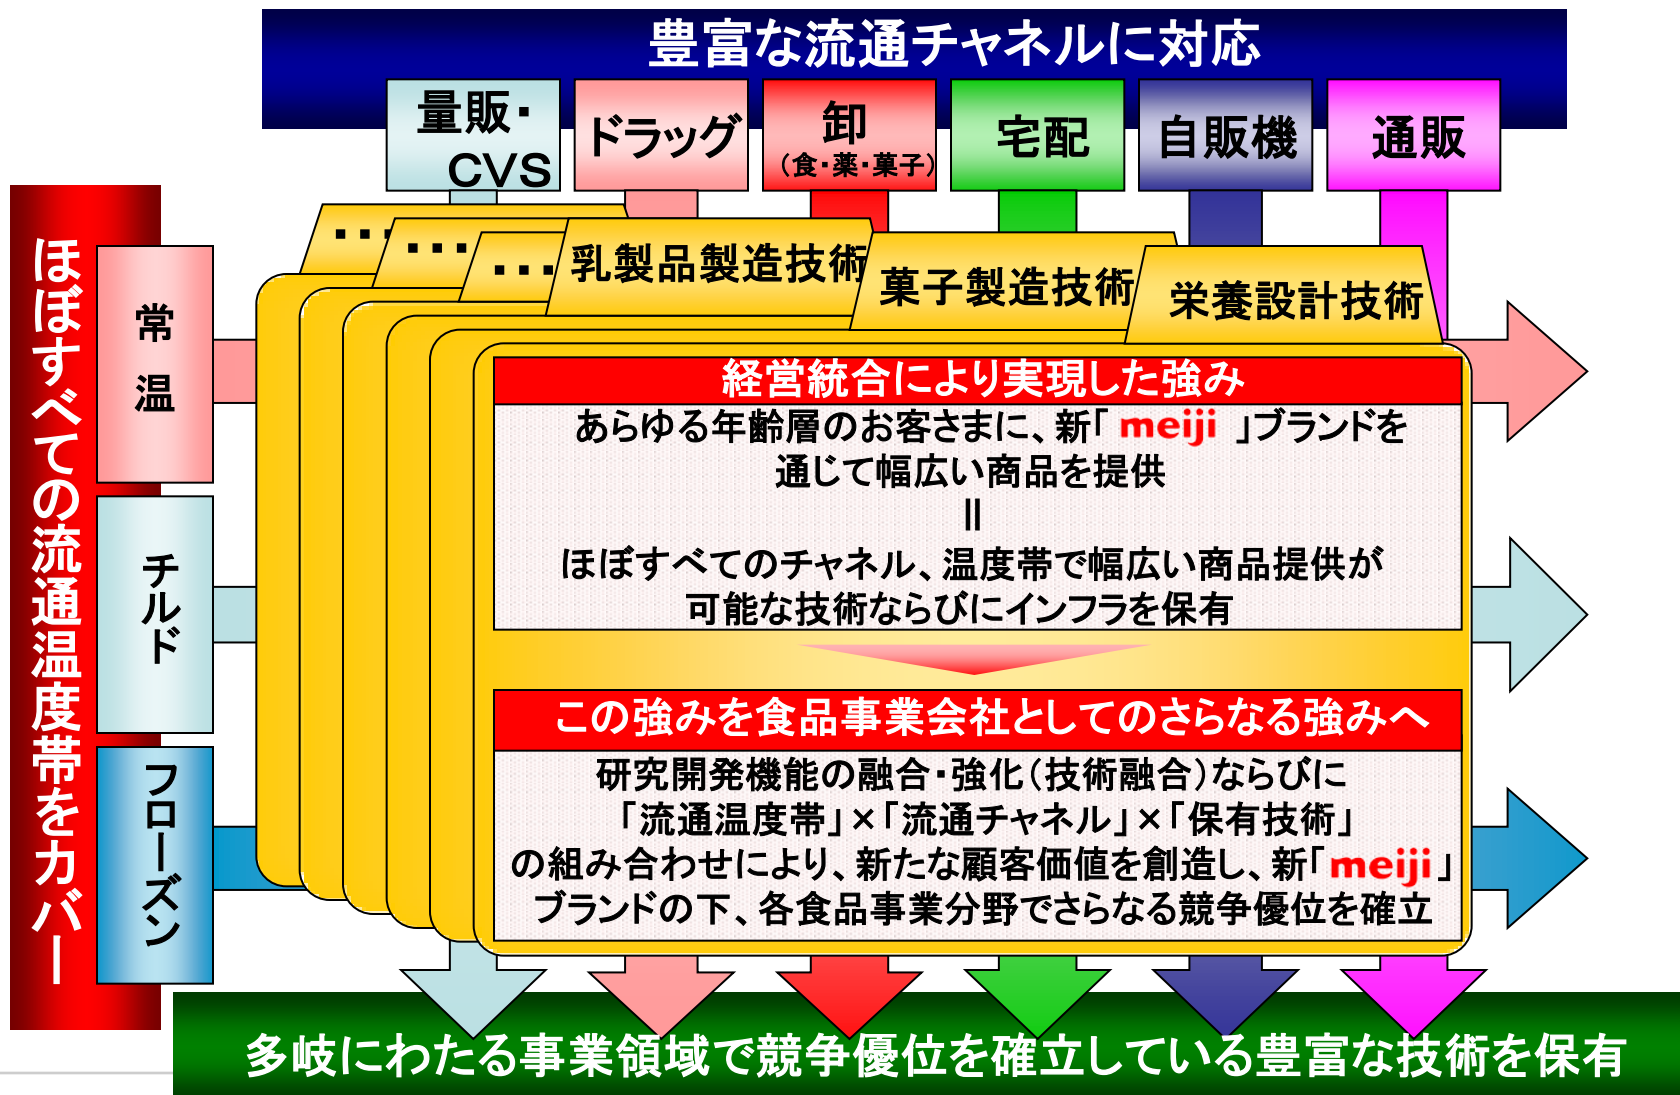 豊富な流通チャネルに対応
量販・
CVS
ドラッグ
卸
（食・薬・菓子）
宅配
自販機
通販
ほぼすべての流通温度帯をカバー
常温
チルド
フローズン
・・・
・・・
・・・
乳製品製造技術
菓子製造技術
栄養設計技術
経営統合により実現した強み
あらゆる年齢層のお客さまに、新「meiji」ブランドを
通じて幅広い商品を提供
＝
ほぼすべてのチャネル、温度帯で幅広い商品提供が
可能な技術ならびにインフラを保有
この強みを食品事業会社としてのさらなる強みへ
研究開発機能の融合・強化（技術融合）ならびに
「流通温度帯」×「流通チャネル」×「保有技術」
の組み合わせにより、新たな顧客価値を創造し、新「meiji」
ブランドの下、各食品事業分野でさらなる競争優位を確立
多岐にわたる事業領域で競争優位を確立している豊富な技術を保有